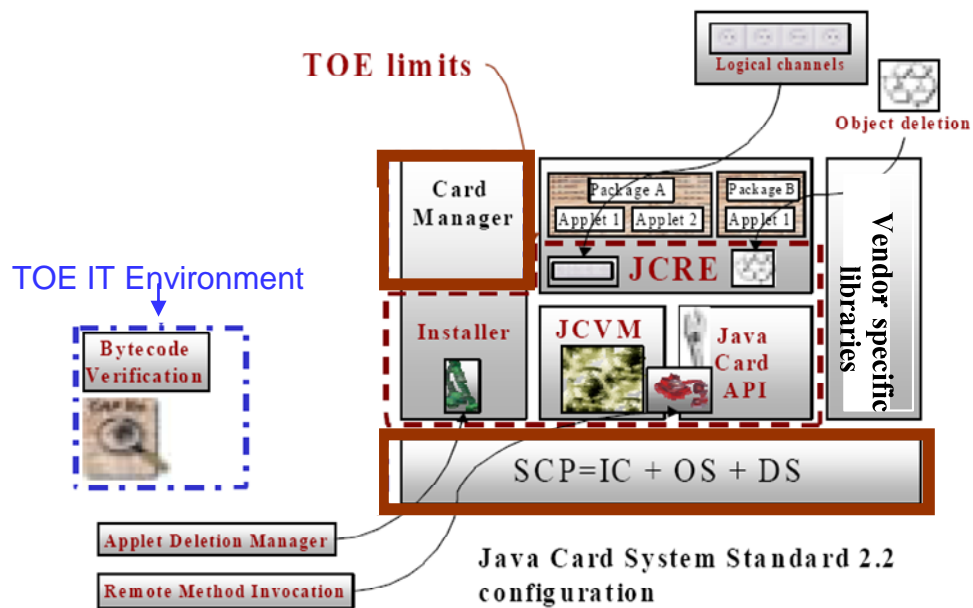 Logical channels
TOE limits
Object deletion
Card
Manager
Package A
Applet 1
Applet 2
Package B
Applet 1
JCRE
Vendor specific
libraries
TOE IT Environment
Bytecode
Verification
Installer
JCVM
Java
Card
API
SCP=IC + OS + DS
Applet Deletion Manager
Remote Method Invocation
Java Card System Standard 2.2
configuration